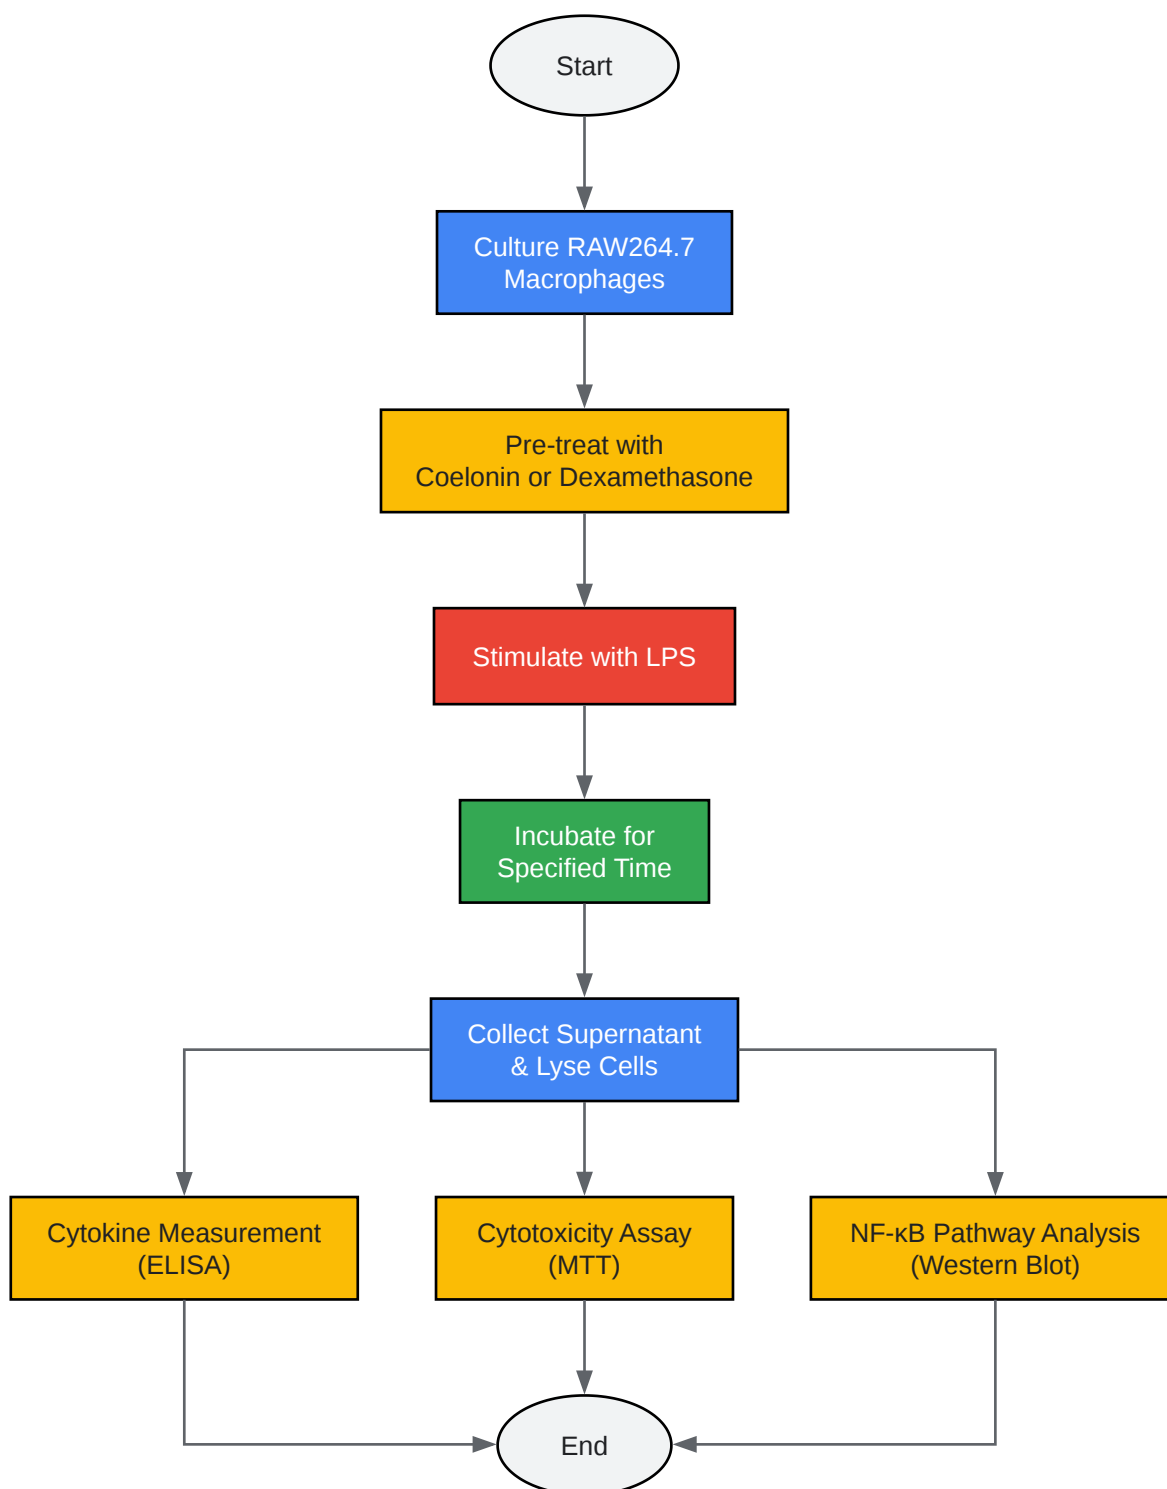 Start
Culture RAW264.7
Macrophages
Pre-treat with
Coelonin or Dexamethasone
Stimulate with LPS
Incubate for
Specified Time
Collect Supernatant
& Lyse Cells
Cytokine Measurement
(ELISA)
Cytotoxicity Assay
(MTT)
NF-κB Pathway Analysis
(Western Blot)
End